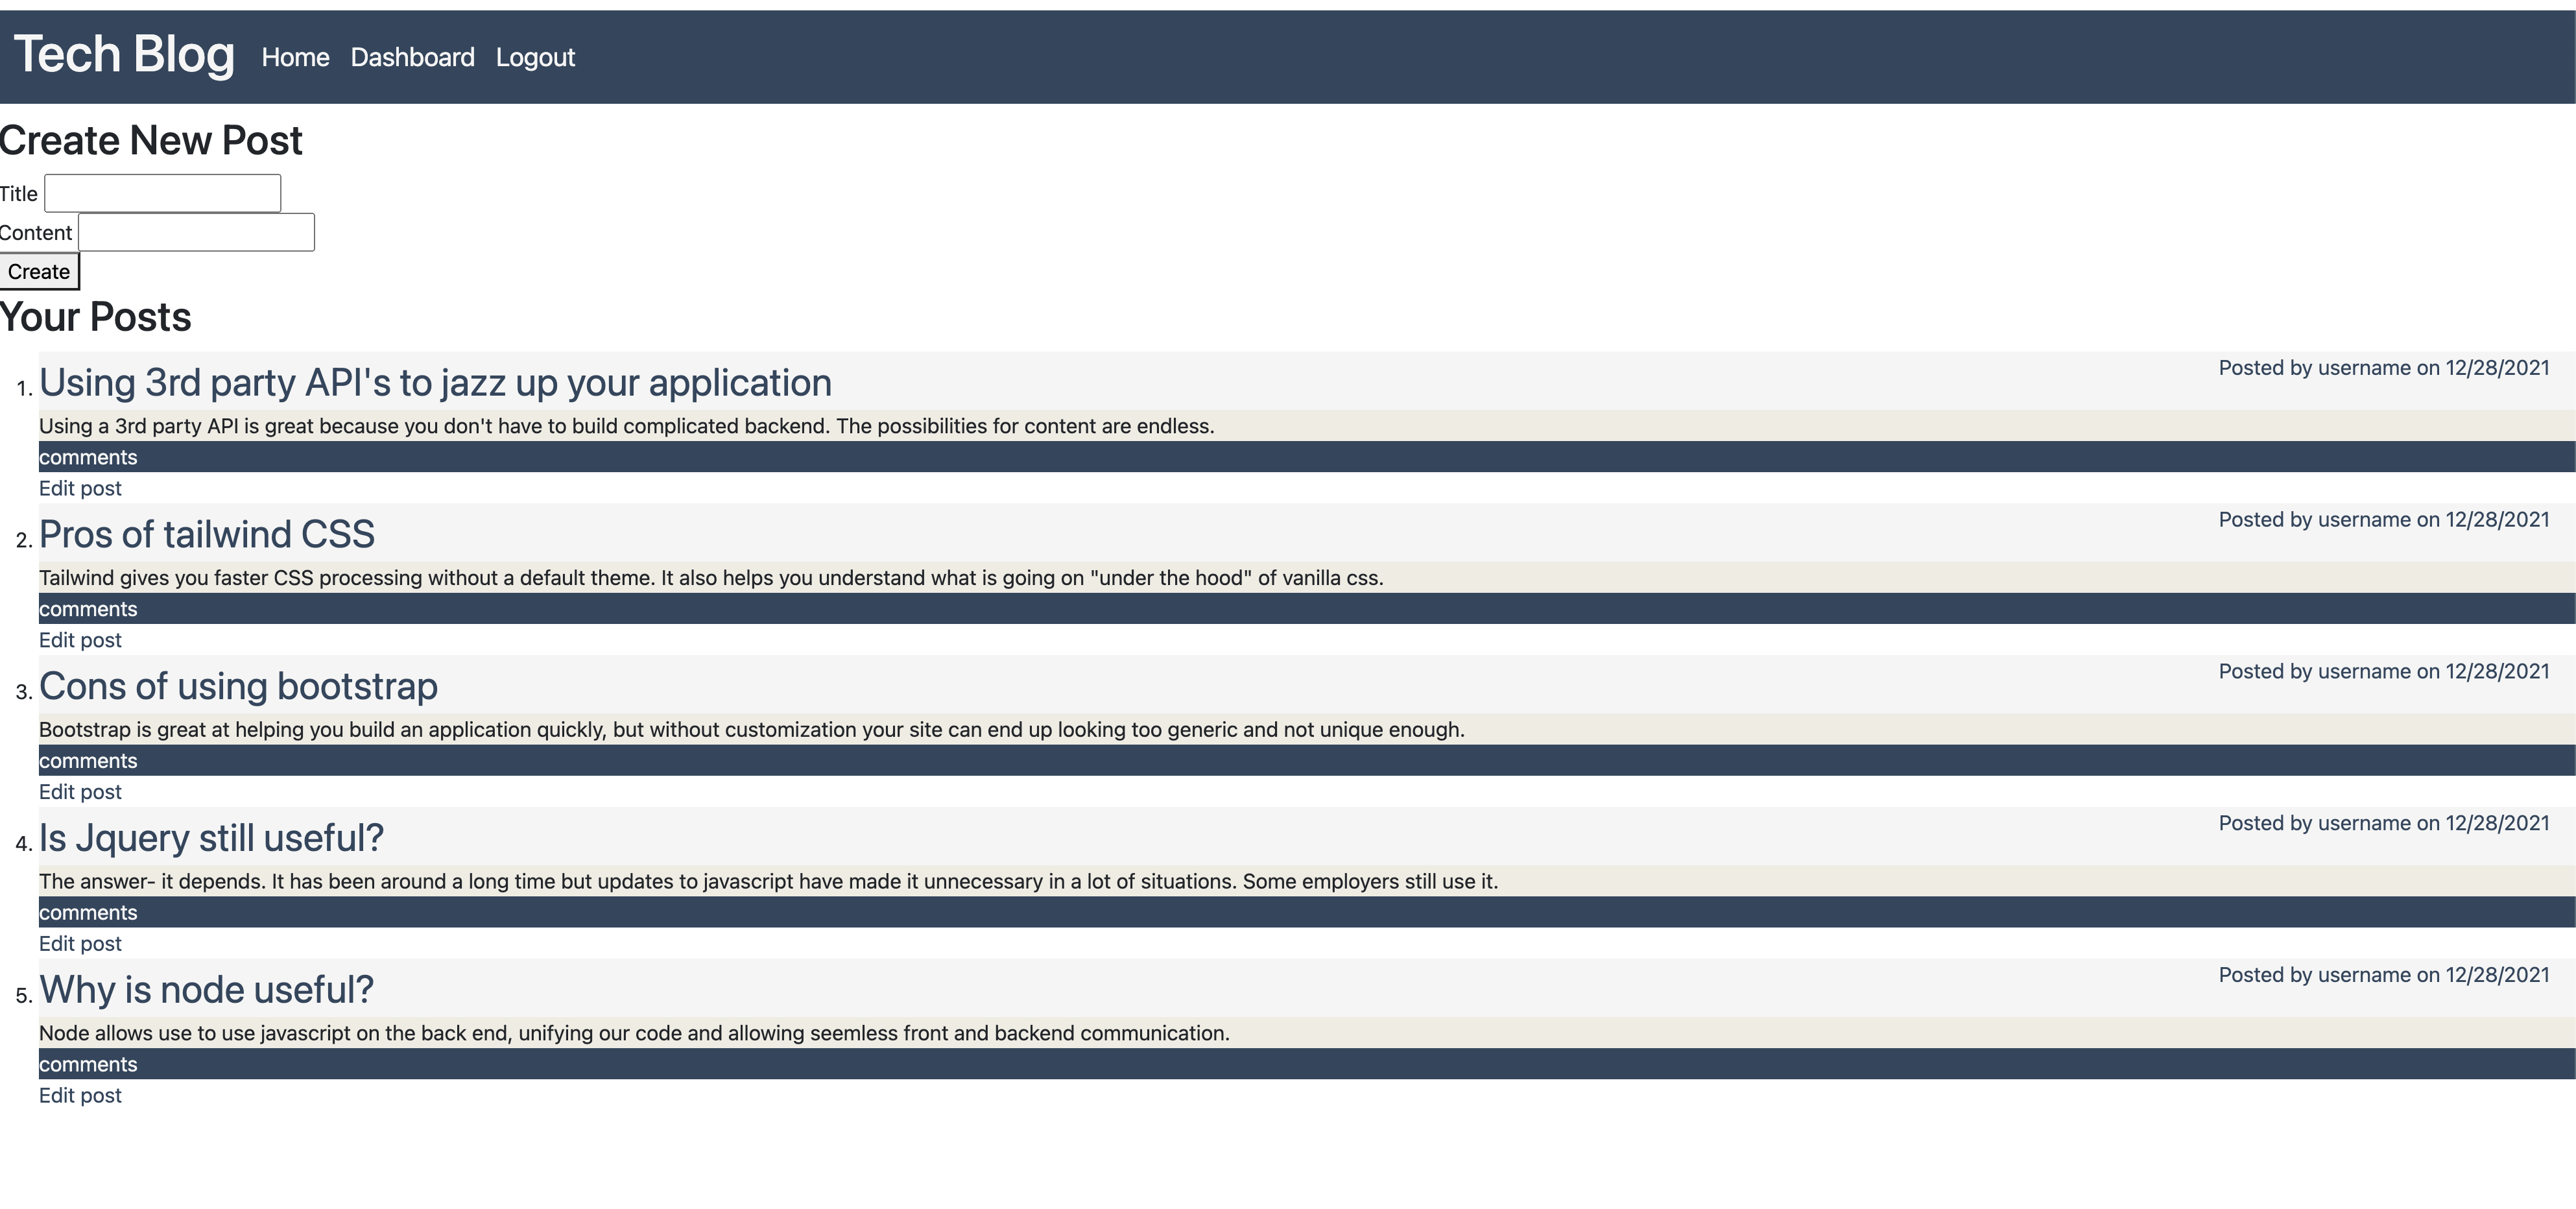 Tech Blog Home Dashboard Logout
Create New Post
Title
Content
Create
Your Posts
1. Using 3rd party API's to jazz up your application Posted by username on 12/28/2021
Using a 3rd party API is great because you don't have to build complicated backend. The possibilities for content are endless.
comments
Edit post
2. Pros of tailwind CSS Posted by username on 12/28/2021
Tailwind gives you faster CSS processing without a default theme. It also helps you understand what is going on "under the hood" of vanilla css.
comments
Edit post
3. Cons of using bootstrap Posted by username on 12/28/2021
Bootstrap is great at helping you build an application quickly, but without customization your site can end up looking too generic and not unique enough.
comments
Edit post
4. Is Jquery still useful? Posted by username on 12/28/2021
The answer- it depends. It has been around a long time but updates to javascript have made it unnecessary in a lot of situations. Some employers still use it.
comments
Edit post
5. Why is node useful? Posted by username on 12/28/2021
Node allows use to use javascript on the back end, unifying our code and allowing seemless front and backend communication.
comments
Edit post